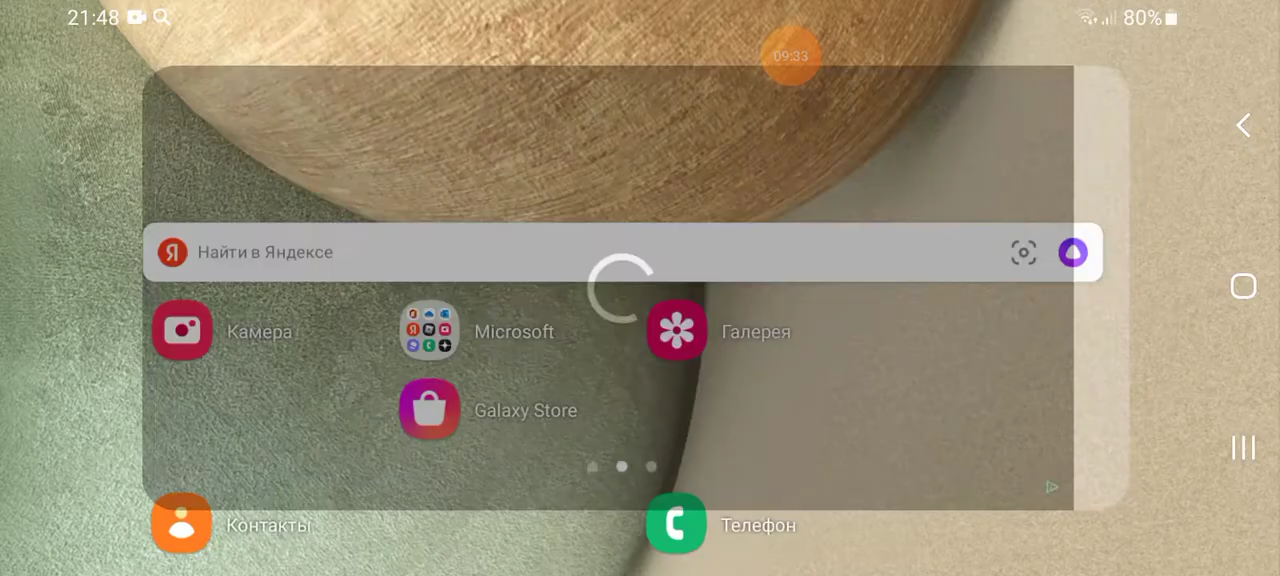 21:48
80%
09:33
Я Найти в Яндексе
Камера
Microsoft
Галерея
Galaxy Store
Контакты
Телефон